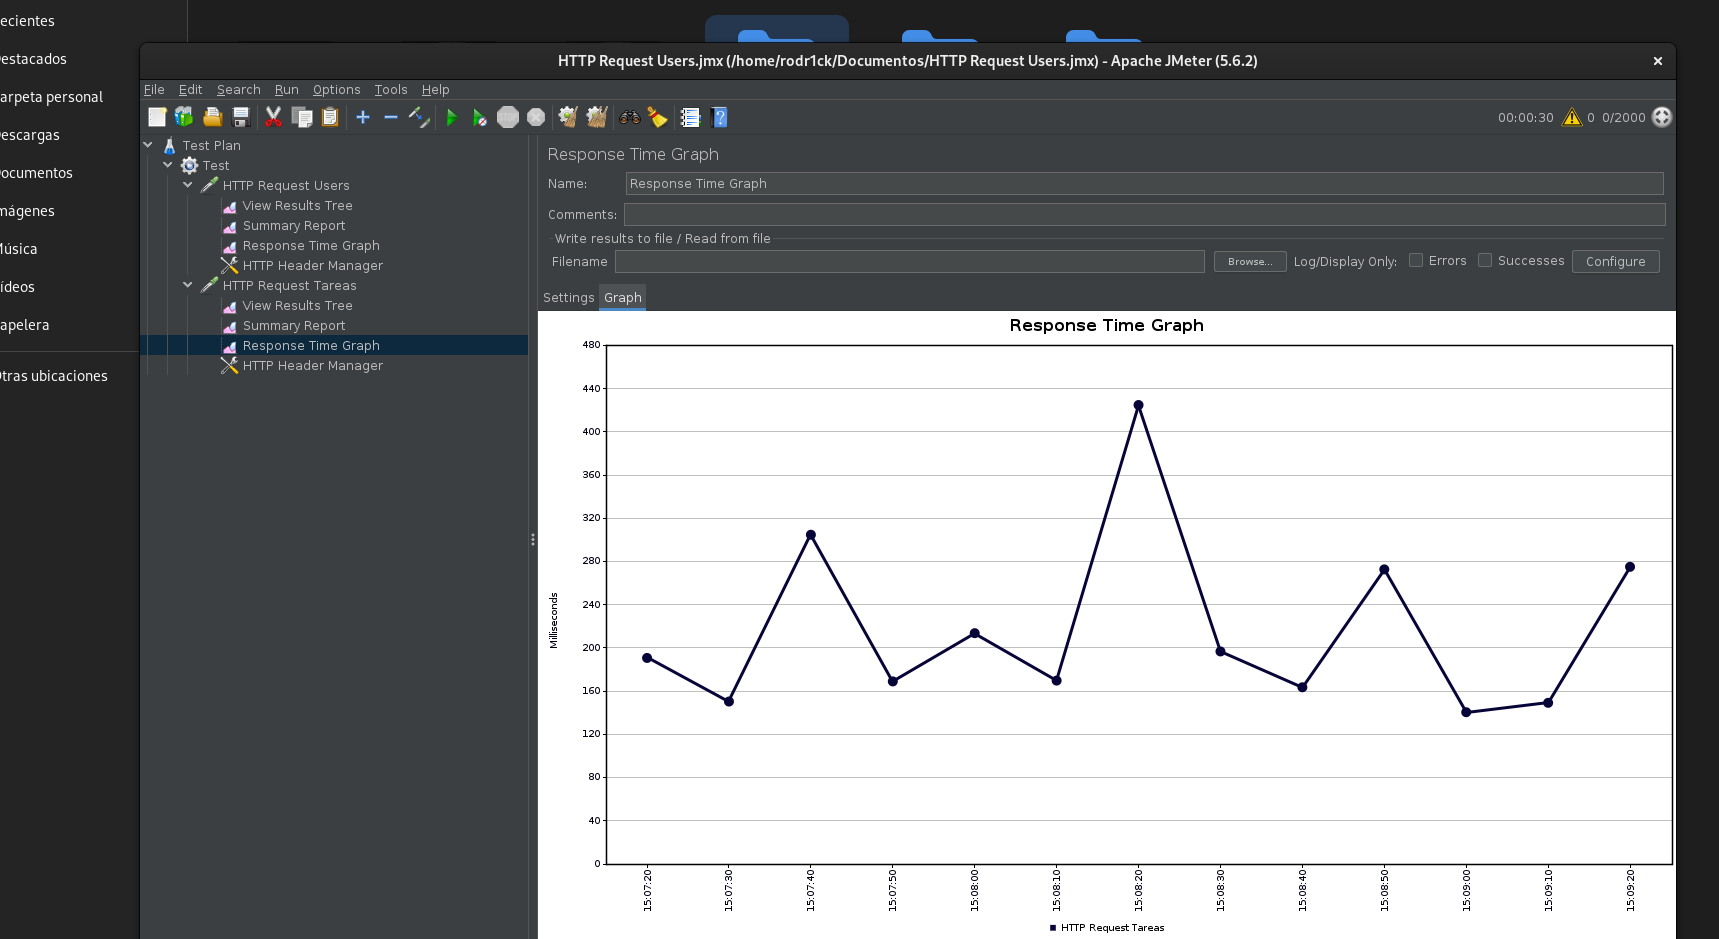 ecientes
estacados
arpeta personal
escargas
ocumentos
mágenes
úsica
ídeos
apelera
tras ubicaciones
HTTP Request Users.jmx (/home/rodr1ck/Documentos/HTTP Request Users.jmx) - Apache JMeter (5.6.2)
File Edit Search Run Options Tools Help
00:00:30 0 0/2000
Test Plan
Test
HTTP Request Users
View Results Tree
Summary Report
Response Time Graph
HTTP Header Manager
HTTP Request Tareas
View Results Tree
Summary Report
Response Time Graph
HTTP Header Manager
Response Time Graph
Name: Response Time Graph
Comments:
Write results to file / Read from file
Filename Browse... Log/Display Only: Errors Successes Configure
Settings Graph
Response Time Graph
480
440
400
360
320
280
240
200
160
120
80
40
0
Milliseconds
15:07:20 15:07:30 15:07:40 15:07:50 15:08:00 15:08:10 15:08:20 15:08:30 15:08:40 15:08:50 15:09:00 15:09:10 15:09:20
HTTP Request Tareas